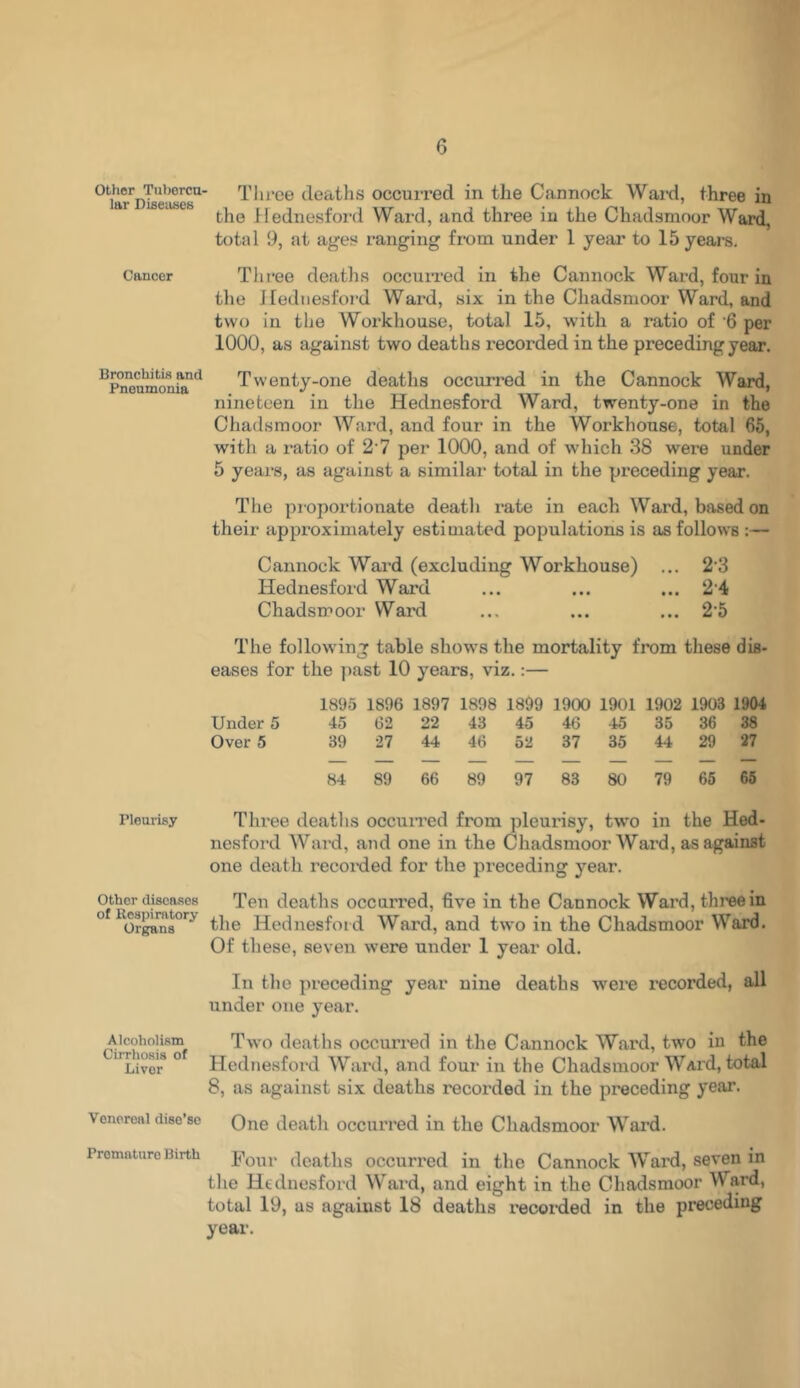 6
Other Tubercu-
lar Diseases
Three deaths occurred in the Cannock Ward, three in
the Hednesford Ward, and three in the Chadsmoor Ward,
total 9, at ages ranging from under 1 year to 15 years.
Cancer
Three deaths occurred in the Cannock Ward, four in
the Hednesford Ward, six in the Chadsmoor Ward, and
two in the Workhouse, total 15, with a ratio of ·6 per
1000, as against two deaths recorded in the preceding year.
Bronchitis and
Pneumonia
Twenty-one deaths occurred in the Cannock Ward,
nineteen in the Hednesford Ward, twenty-one in the
Chadsmoor Ward, and four in the Workhouse, total 65,
with a ratio of 2·7 per 1000, and of which 38 were under
5 years, as against a similar total in the preceding year.
The proportionate death rate in each Ward, based on
their approximately estimated populations is as follows :—
Cannock Ward (excluding Workhouse) ... 2·3
Hednesford Ward ... ... ... 2·4
Chadsmoor Ward ... ... ... 2·5
The following table shows the mortality from these dis-
eases for the past 10 years, viz. :—
1895 1896 1897 1898 1899 1900 1901 1902 1903 1904
Under 5 45 62 22 43 45 46 45 35 36 38
Over 5 39 27 44 46 52 37 35 44 29 27
84 89 66 89 97 83 80 79 65 65
Pleurisy
Three deaths occurred from pleurisy, two in the Hed-
nesford Ward, and one in the Chadsmoor Ward, as against
one death recorded for the preceding year.
Other diseases
of Respiratory
Organs
Ten deaths occurred, five in the Cannock Ward, three in
the Hednesford Ward, and two in the Chadsmoor Ward.
Of these, seven were under 1 year old.
In the preceding year nine deaths were recorded, all
under one year.
Alcoholism
Cirrhosis of
Liver
Two deaths occurred in the Cannock Ward, two in the
Hednesford Ward, and four in the Chadsmoor Ward, total
8, as against six deaths recorded in the preceding year.
Venereal dise'se
One death occurred in the Chadsmoor Ward.
Premature Birth
Four deaths occurred in the Cannock Ward, seven in
the Hednesford Ward, and eight in the Chadsmoor Ward,
total 19, as against 18 deaths recorded in the preceding
year.